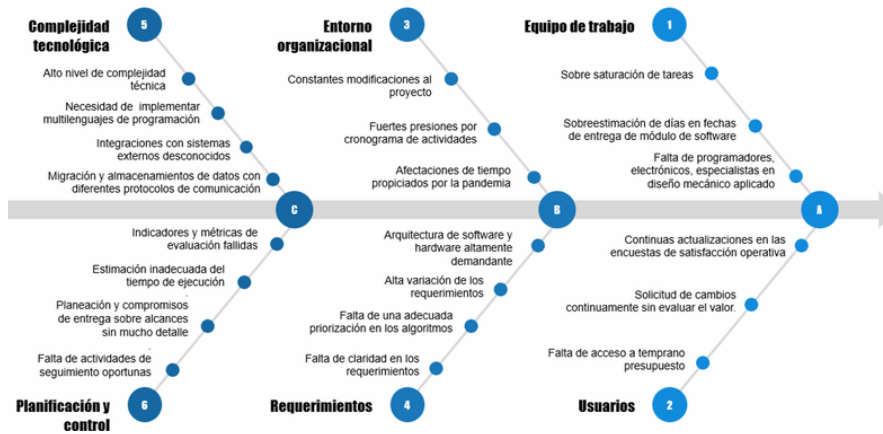 Complejidad
tecnológica
5
Alto nivel de complejidad
técnica
Necesidad de implementar
multilenguajes de programación
Integraciones con sistemas
externos desconocidos
Migración y almacenamientos de datos con
diferentes protocolos de comunicación
Entorno
organizacional
3
Constantes modificaciones al
proyecto
Fuertes presiones por
cronograma de actividades
Afectaciones de tiempo
propiciados por la pandemia
Equipo de trabajo
1
Sobre saturación de tareas
Sobreestimación de días en fechas
de entrega de módulo de software
Falta de programadores,
electrónicos, especialistas en
diseño mecánico aplicado
C
B
A
Indicadores y métricas de
evaluación fallidas
Estimación inadecuada del
tiempo de ejecución
Planeación y compromisos
de entrega sobre alcances
sin mucho detalle
Falta de actividades de
seguimiento oportunas
Planificación y
control
6
Arquitectura de software y
hardware altamente
demandante
Alta variación de los
requerimientos
Falta de una adecuada
priorización en los algoritmos
Falta de claridad en los
requerimientos
Requerimientos
4
Continuas actualizaciones en las
encuestas de satisfacción operativa
Solicitud de cambios
continuamente sin evaluar el valor.
Falta de acceso a temprano
presupuesto
Usuarios
2